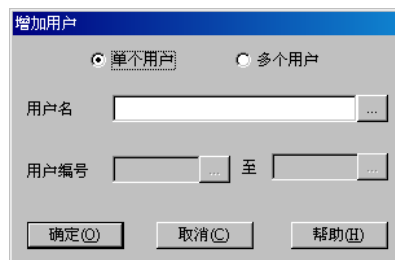 增加用户
单个用户 多个用户
用户名 ...
用户编号 ... 至 ...
确定(O) 取消(C) 帮助(H)